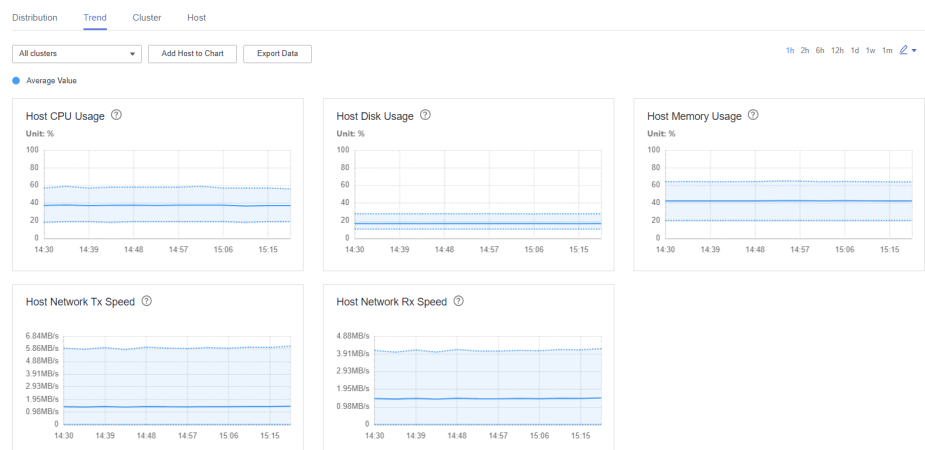 Distribution Trend Cluster Host
All clusters Add Host to Chart Export Data 1h 2h 6h 12h 1d 1w 1m
Average Value
Host CPU Usage ?
Unit: %
100
80
60
40
20
0
14:30 14:39 14:48 14:57 15:06 15:15
Host Disk Usage ?
Unit: %
100
80
60
40
20
0
14:30 14:39 14:48 14:57 15:06 15:15
Host Memory Usage ?
Unit: %
100
80
60
40
20
0
14:30 14:39 14:48 14:57 15:06 15:15
Host Network Tx Speed ?
6.84MB/s
5.86MB/s
4.88MB/s
3.91MB/s
2.93MB/s
1.95MB/s
0.98MB/s
0
14:30 14:39 14:48 14:57 15:06 15:15
Host Network Rx Speed ?
4.88MB/s
3.91MB/s
2.93MB/s
1.95MB/s
0.98MB/s
0
14:30 14:39 14:48 14:57 15:06 15:15